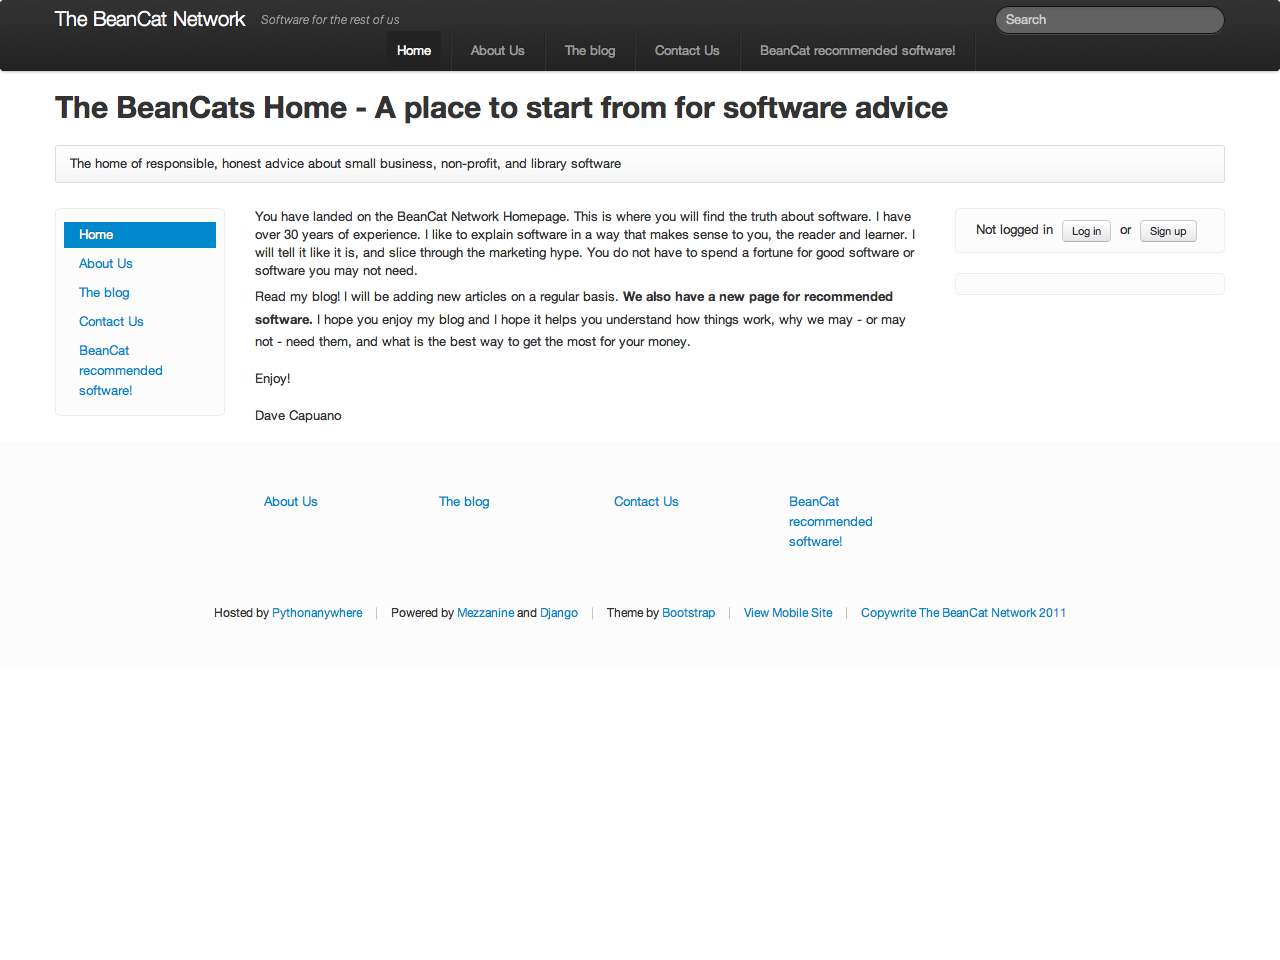 The BeanCat Network Software for the rest of us Search
Home About Us The blog Contact Us BeanCat recommended software!
The BeanCats Home - A place to start from for software advice
The home of responsible, honest advice about small business, non-profit, and library software
Home
About Us
The blog
Contact Us
BeanCat
recommended
software!
You have landed on the BeanCat Network Homepage. This is where you will find the truth about software. I have
over 30 years of experience. I like to explain software in a way that makes sense to you, the reader and learner. I
will tell it like it is, and slice through the marketing hype. You do not have to spend a fortune for good software or
software you may not need.
Read my blog! I will be adding new articles on a regular basis. We also have a new page for recommended
software. I hope you enjoy my blog and I hope it helps you understand how things work, why we may - or may
not - need them, and what is the best way to get the most for your money.
Enjoy!
Dave Capuano
Not logged in Log in or Sign up
About Us The blog Contact Us BeanCat
recommended
software!
Hosted by Pythonanywhere Powered by Mezzanine and Django Theme by Bootstrap View Mobile Site Copywrite The BeanCat Network 2011